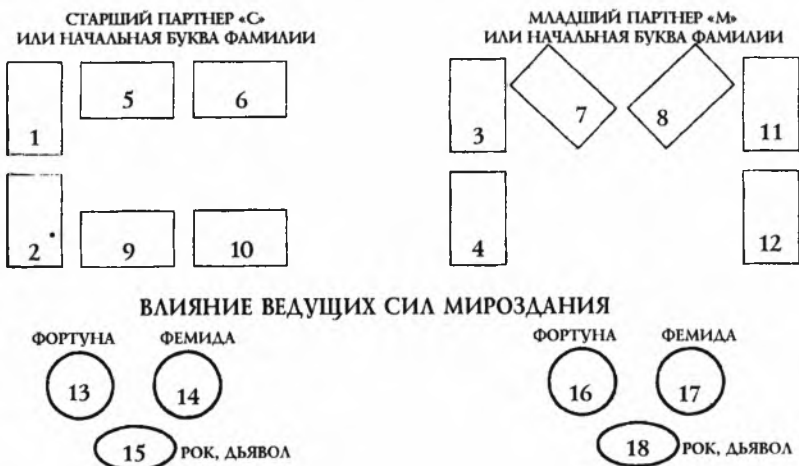 СТАРШИЙ ПАРТНЕР «С»
ИЛИ НАЧАЛЬНАЯ БУКВА ФАМИЛИИ
МЛАДШИЙ ПАРТНЕР «М»
ИЛИ НАЧАЛЬНАЯ БУКВА ФАМИЛИИ
1
5
6
3
7
8
11
2
9
10
4
12
ВЛИЯНИЕ ВЕДУЩИХ СИЛ МИРОЗДАНИЯ
ФОРТУНА
ФЕМИДА
ФОРТУНА
ФЕМИДА
13
14
16
17
15
РОК, ДЬЯВОЛ
18
РОК, ДЬЯВОЛ